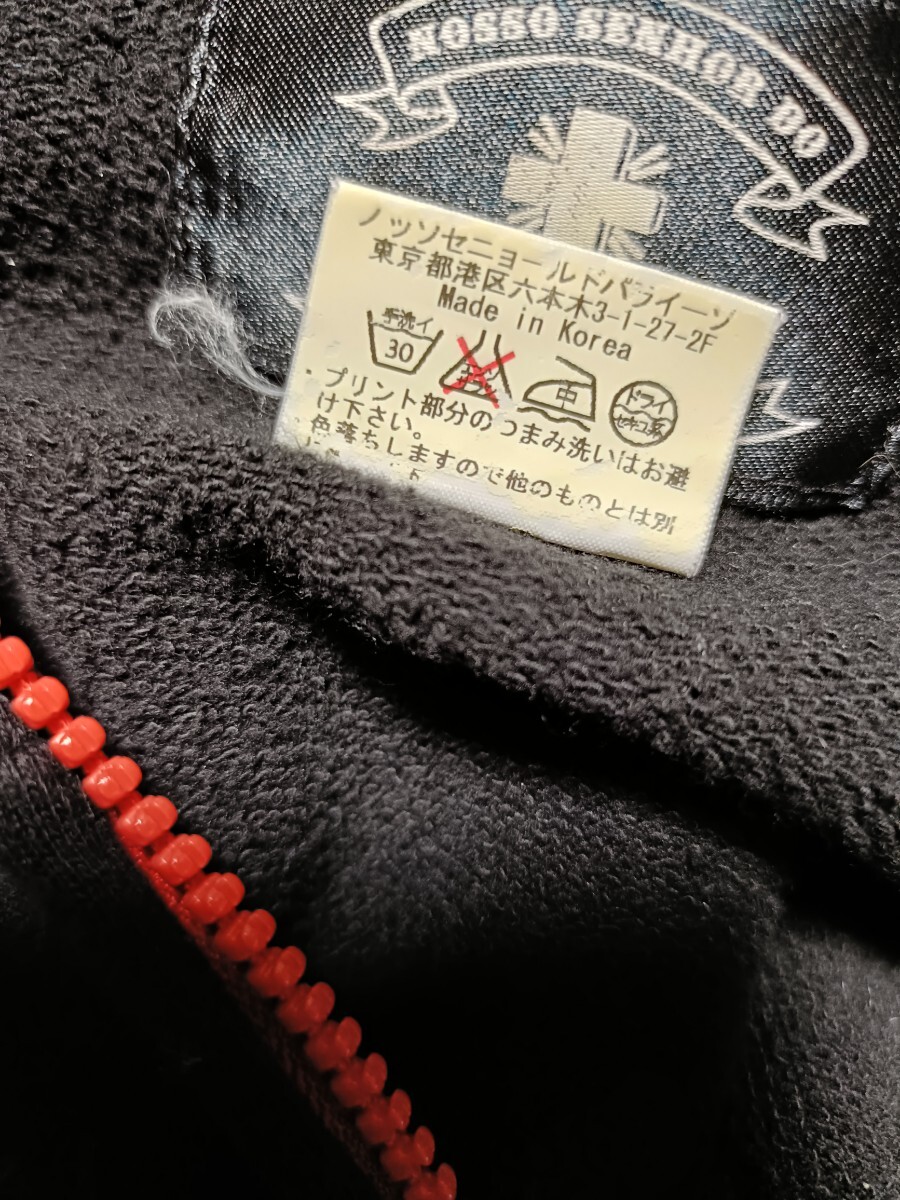 NOSSO SENHOR DO
ノッソセニョールドパライーゾ
東京都港区六本木3-1-27-2F
Made in Korea
手洗イ
30
中
ドライ
セキユ系
・プリント部分のつまみ洗いはお避
け下さい。
色落ちしますので他のものとは別